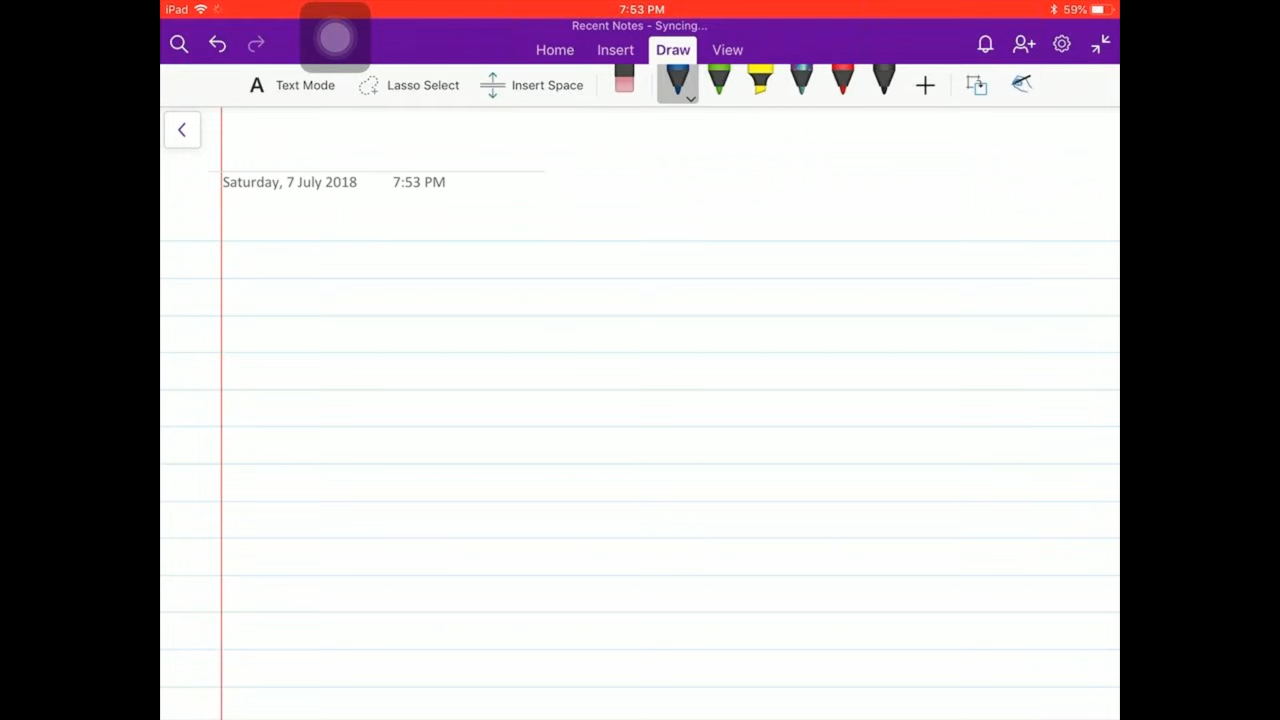 iPad 7:53 PM 59%
Recent Notes - Syncing...
Home Insert Draw View
A Text Mode Lasso Select Insert Space
Saturday, 7 July 2018 7:53 PM